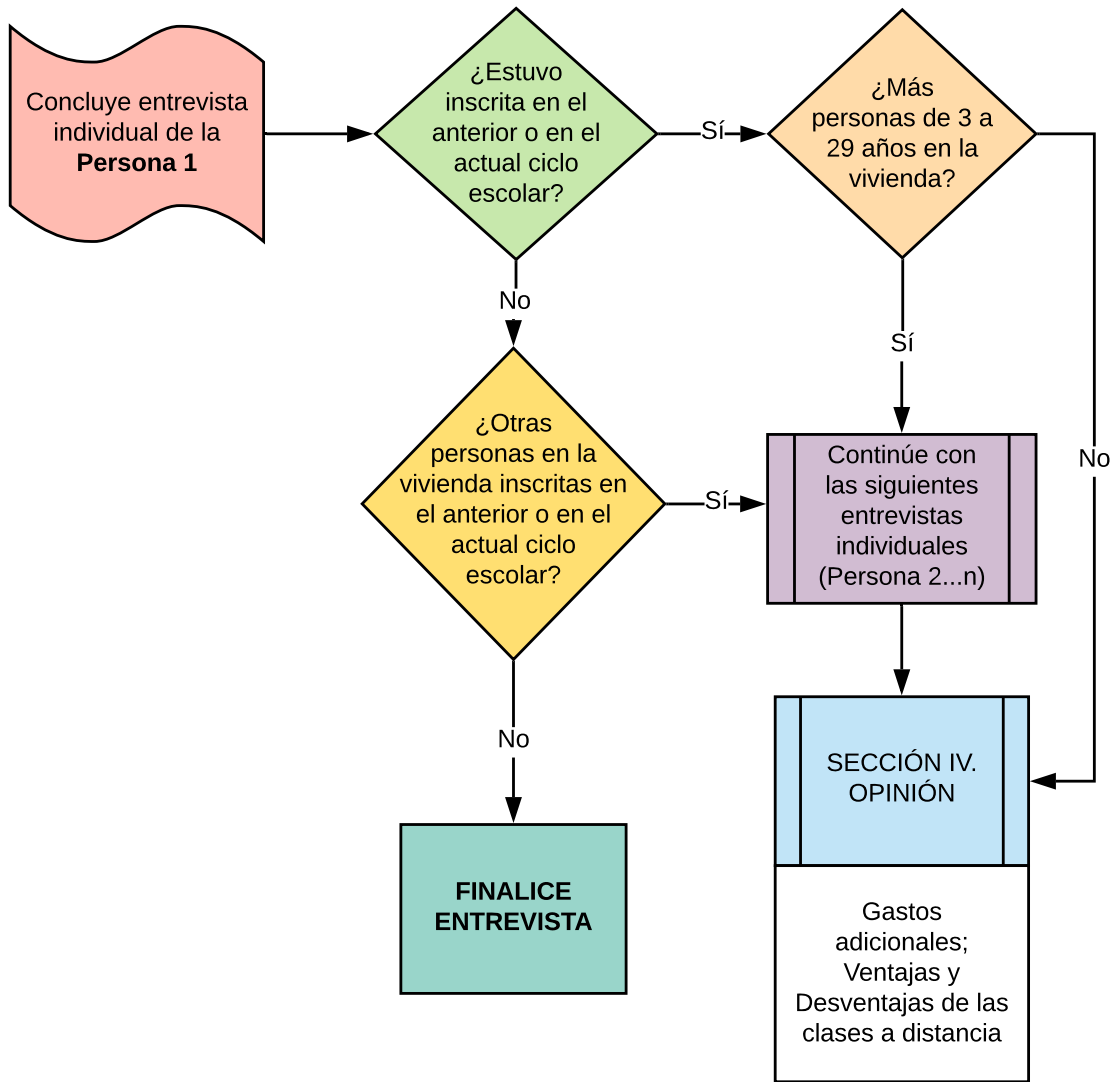 Concluye entrevista
individual de la
Persona 1
¿Estuvo
inscrita en el
anterior o en el
actual ciclo
escolar?
Sí
¿Más
personas de 3 a
29 años en la
vivienda?
No
Sí
No
¿Otras
personas en la
vivienda inscritas en
el anterior o en el
actual ciclo
escolar?
Sí
Continúe con
las siguientes
entrevistas
individuales
(Persona 2...n)
No
SECCIÓN IV.
OPINIÓN
FINALICE
ENTREVISTA
Gastos
adicionales;
Ventajas y
Desventajas de las
clases a distancia